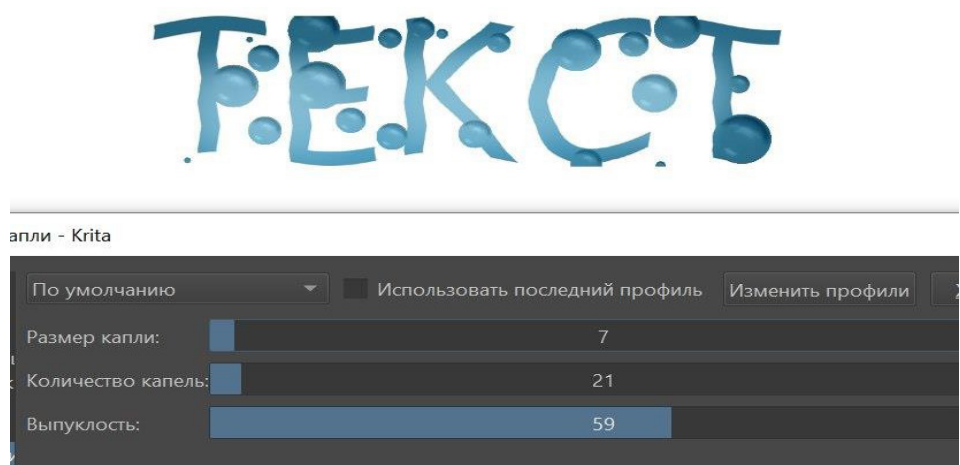 ТЕКСТ
апли - Krita
По умолчанию Использовать последний профиль Изменить профили
Размер капли: 7
Количество капель: 21
Выпуклость: 59